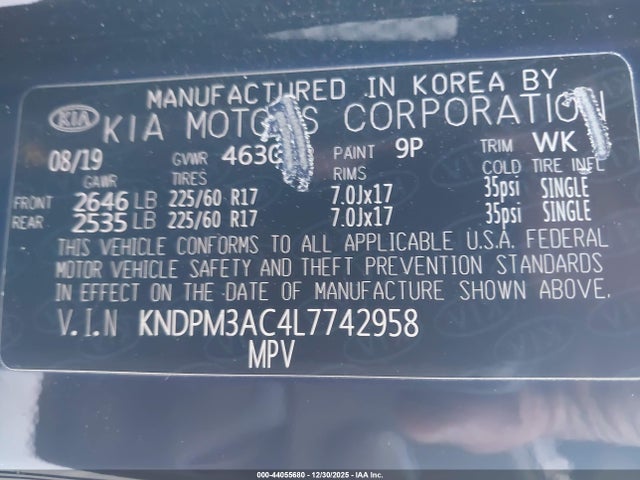 MANUFACTURED IN KOREA BY
KIA KIA MOTORS CORPORATION
08/19 GVWR 4630 PAINT 9P TRIM WK
GAWR TIRES RIMS COLD TIRE INFL
FRONT 2646 LB 225/60 R17 7.0Jx17 35psi SINGLE
REAR 2535 LB 225/60 R17 7.0Jx17 35psi SINGLE
THIS VEHICLE CONFORMS TO ALL APPLICABLE U.S.A. FEDERAL
MOTOR VEHICLE SAFETY AND THEFT PREVENTION STANDARDS
IN EFFECT ON THE DATE OF MANUFACTURE SHOWN ABOVE.
V.I.N KNDPM3AC4L7742958
MPV
000-44055680 - 12/30/2025 - IAA Inc.